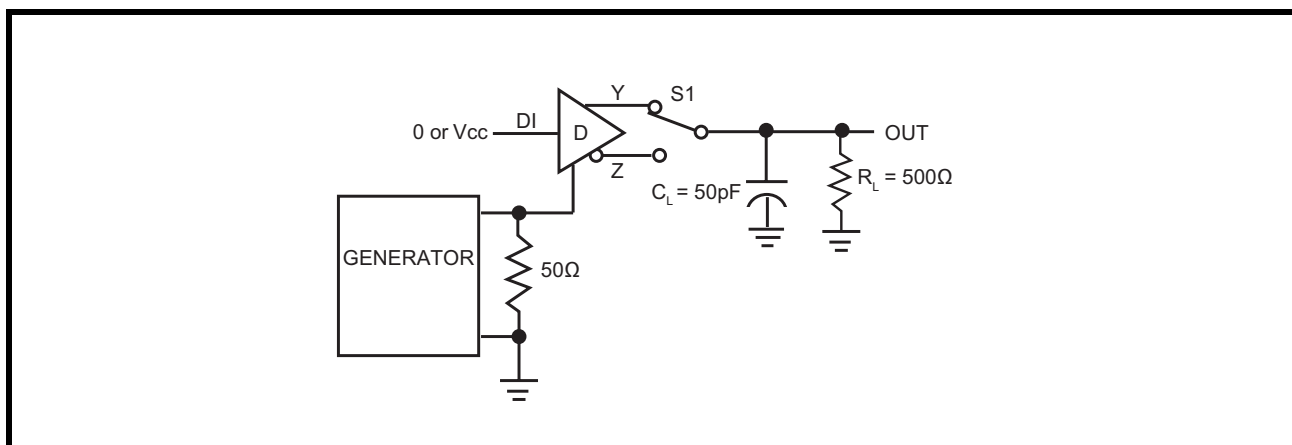 Y
S1
DI
0 or Vcc
D
OUT
Z
C_L = 50pF
R_L = 500Ω
GENERATOR
50Ω